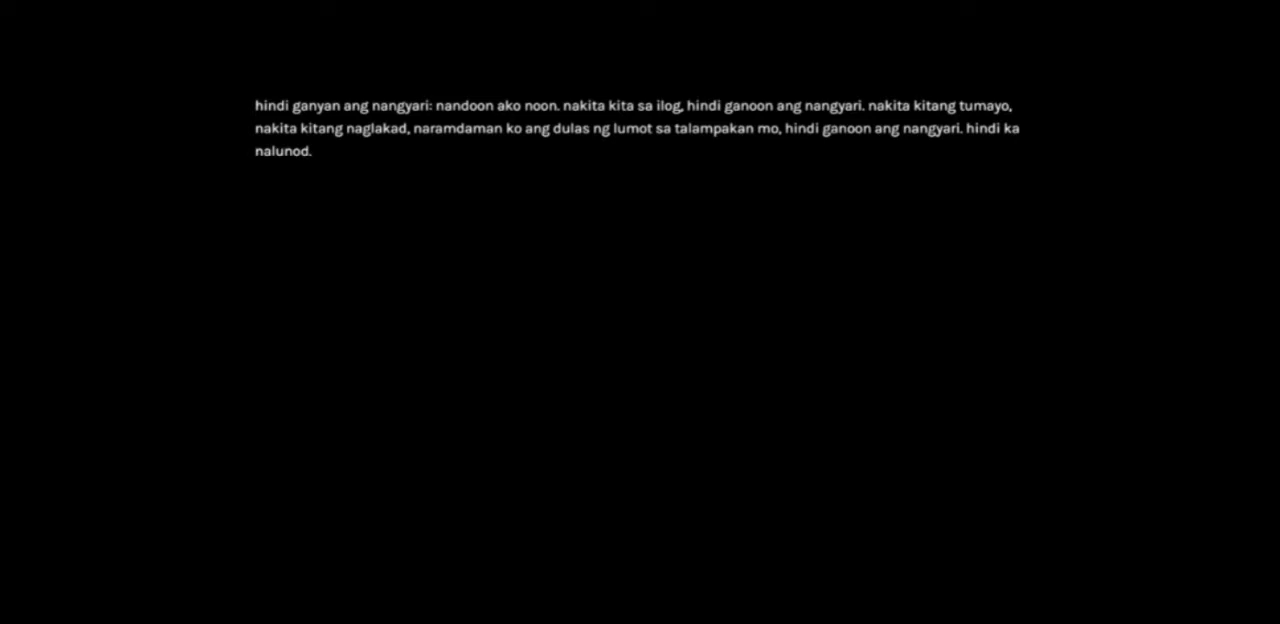 hindi ganyan ang nangyari: nandoon ako noon. nakita kita sa ilog, hindi ganoon ang nangyari. nakita kitang tumayo,
nakita kitang naglakad, naramdaman ko ang dulas ng lumot sa talampakan mo, hindi ganoon ang nangyari. hindi ka
nalunod.